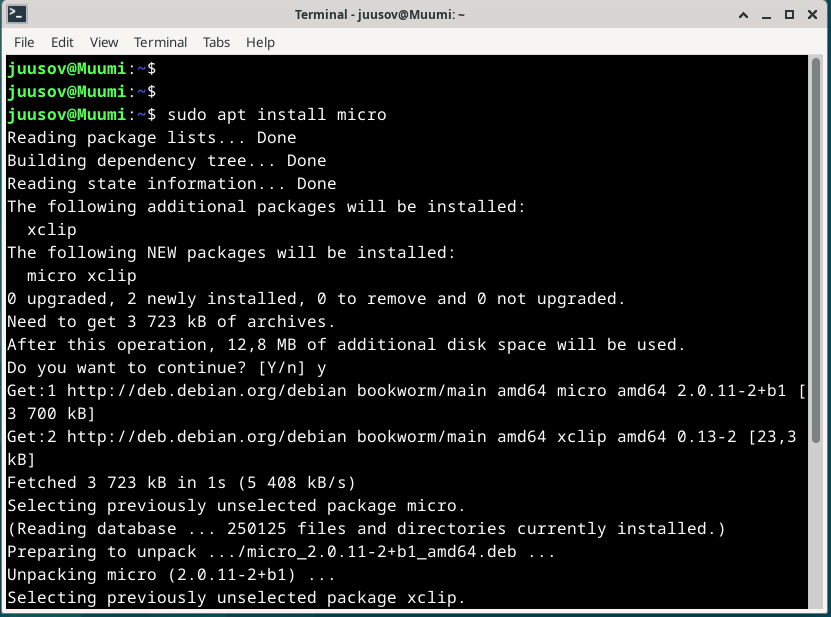 Terminal - juusov@Muumi: ~
File Edit View Terminal Tabs Help
juusov@Muumi:~$
juusov@Muumi:~$
juusov@Muumi:~$ sudo apt install micro
Reading package lists... Done
Building dependency tree... Done
Reading state information... Done
The following additional packages will be installed:
  xclip
The following NEW packages will be installed:
  micro xclip
0 upgraded, 2 newly installed, 0 to remove and 0 not upgraded.
Need to get 3 723 kB of archives.
After this operation, 12,8 MB of additional disk space will be used.
Do you want to continue? [Y/n] y
Get:1 http://deb.debian.org/debian bookworm/main amd64 micro amd64 2.0.11-2+b1 [
3 700 kB]
Get:2 http://deb.debian.org/debian bookworm/main amd64 xclip amd64 0.13-2 [23,3
kB]
Fetched 3 723 kB in 1s (5 408 kB/s)
Selecting previously unselected package micro.
(Reading database ... 250125 files and directories currently installed.)
Preparing to unpack .../micro_2.0.11-2+b1_amd64.deb ...
Unpacking micro (2.0.11-2+b1) ...
Selecting previously unselected package xclip.